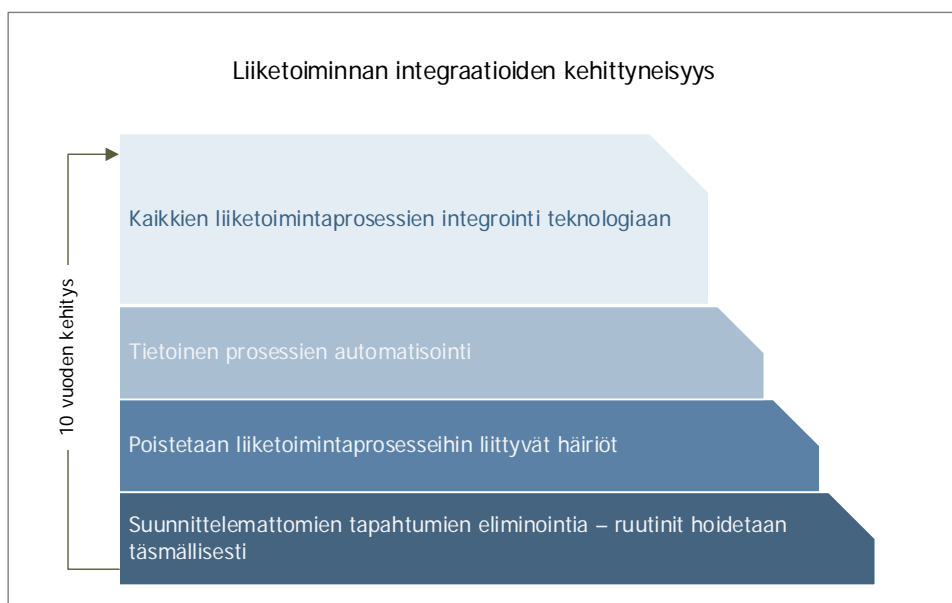 Liiketoiminnan integraatioiden kehittyneisyys
Kaikkien liiketoimintaprosessien integrointi teknologiaan
10 vuoden kehitys
Tietoinen prosessien automatisointi
Poistetaan liiketoimintaprosesseihin liittyvät häiriöt
Suunnittelemattomien tapahtumien eliminointia – ruutinit hoidetaan
täsmällisesti